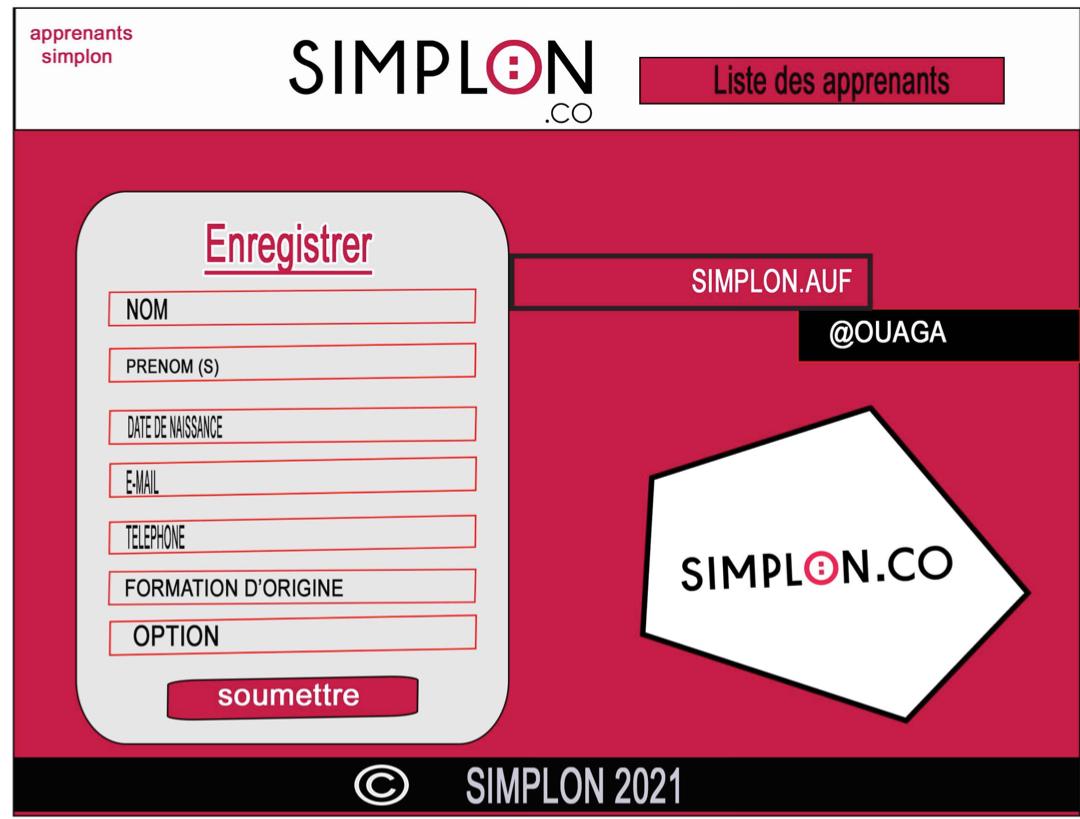 apprenants
simplon
SIMPLON
.CO
Liste des apprenants
Enregistrer
NOM
PRENOM (S)
DATE DE NAISSANCE
E-MAIL
TELEPHONE
FORMATION D'ORIGINE
OPTION
soumettre
SIMPLON.AUF
@OUAGA
SIMPLON.CO
© SIMPLON 2021